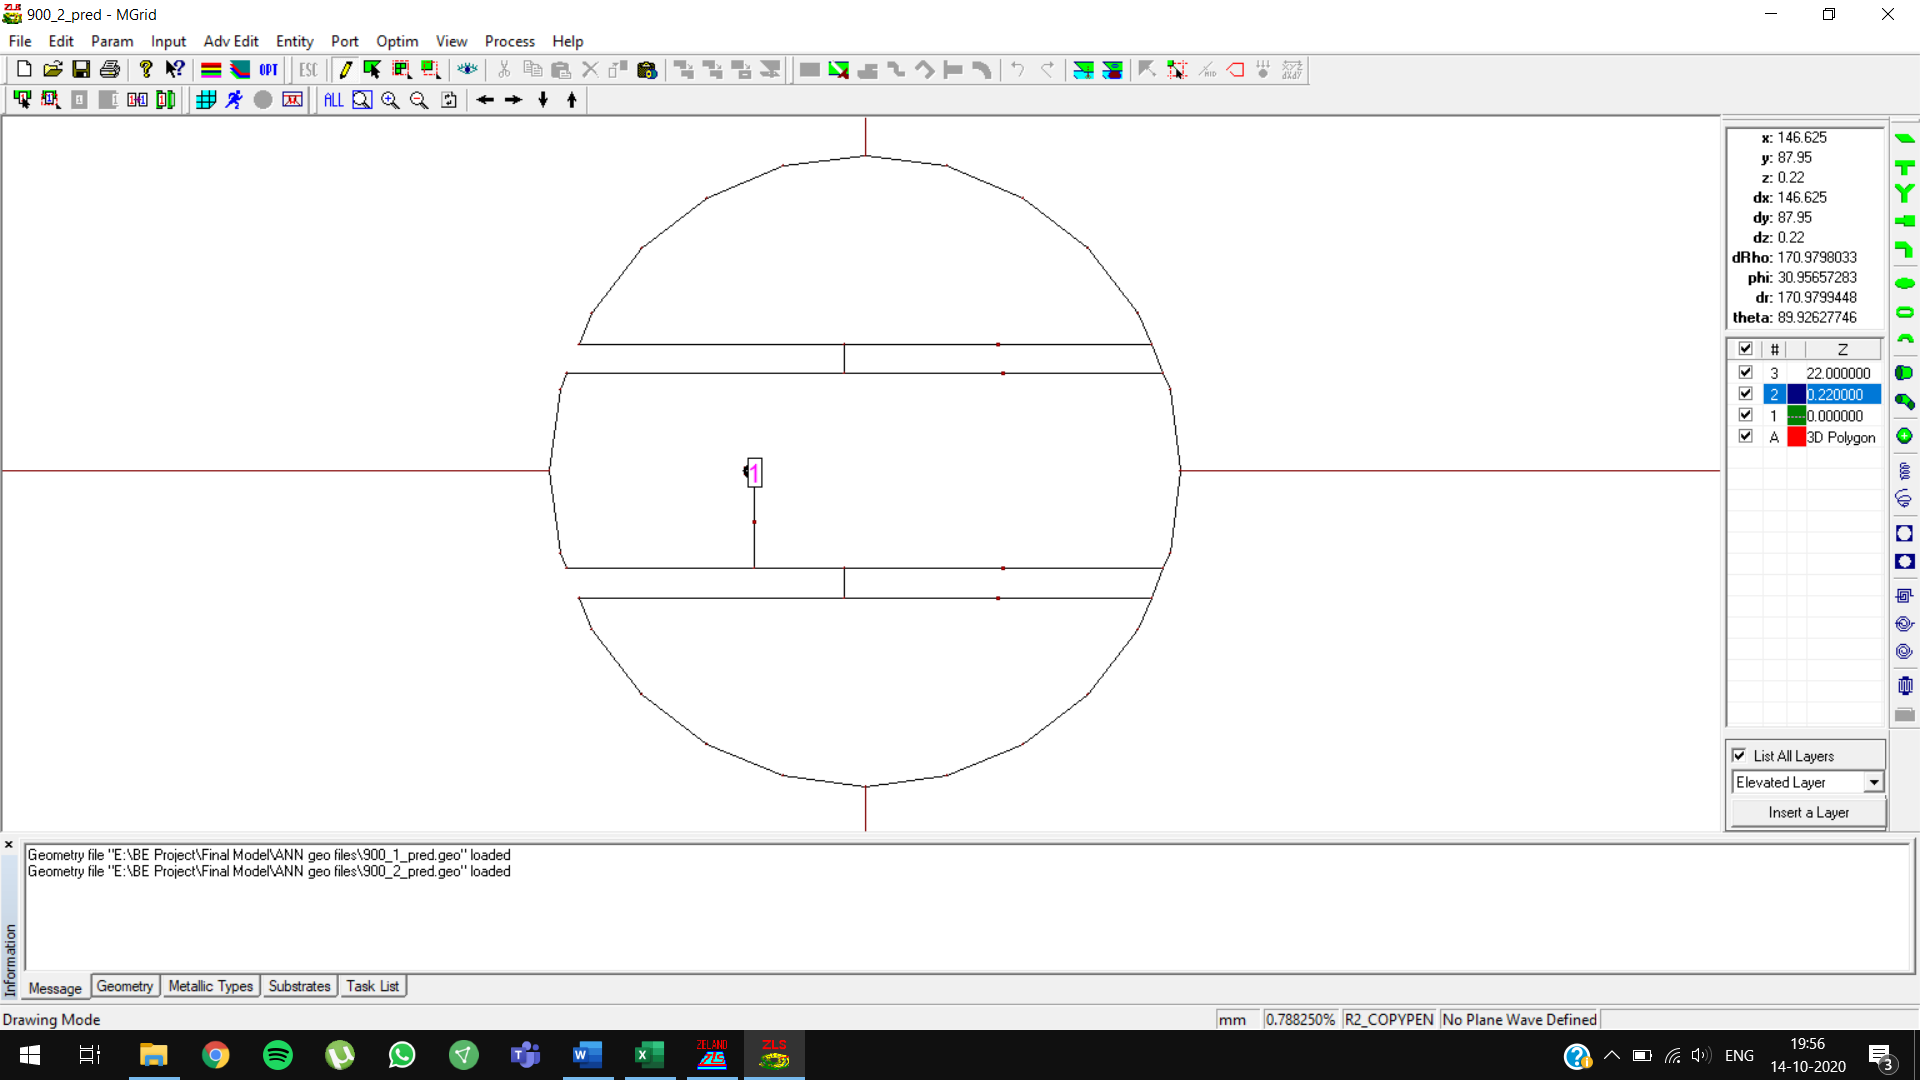 900_2_pred - MGrid
File Edit Param Input Adv Edit Entity Port Optim View Process Help
ESC
OPT
ALL
1
x: 146.625
y: 87.95
z: 0.22
dx: 146.625
dy: 87.95
dz: 0.22
dRho: 170.9798033
phi: 30.95657283
dr: 170.9799448
theta: 89.92627746
# Z
3 22.000000
2 0.220000
1 0.000000
A 3D Polygon
List All Layers
Elevated Layer
Insert a Layer
Geometry file "E:\BE Project\Final Model\ANN geo files\900_1_pred.geo" loaded
Geometry file "E:\BE Project\Final Model\ANN geo files\900_2_pred.geo" loaded
Information
Message Geometry Metallic Types Substrates Task List
Drawing Mode
mm 0.788250% R2_COPYPEN No Plane Wave Defined
ZELAND
ZLS
ENG
19:56
14-10-2020
3